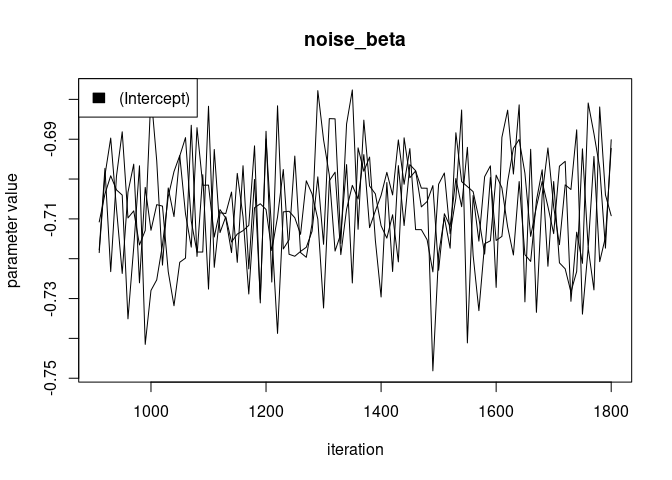 noise_beta
(Intercept)
-0.69
-0.71
-0.73
-0.75
parameter value
1000 1200 1400 1600 1800
iteration